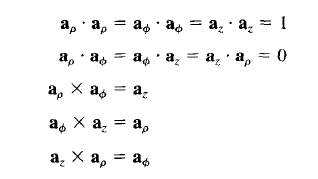 a_ρ · a_ρ = a_φ · a_φ = a_z · a_z = 1
a_ρ · a_φ = a_φ · a_z = a_z · a_ρ = 0
a_ρ × a_φ = a_z
a_φ × a_z = a_ρ
a_z × a_ρ = a_φ